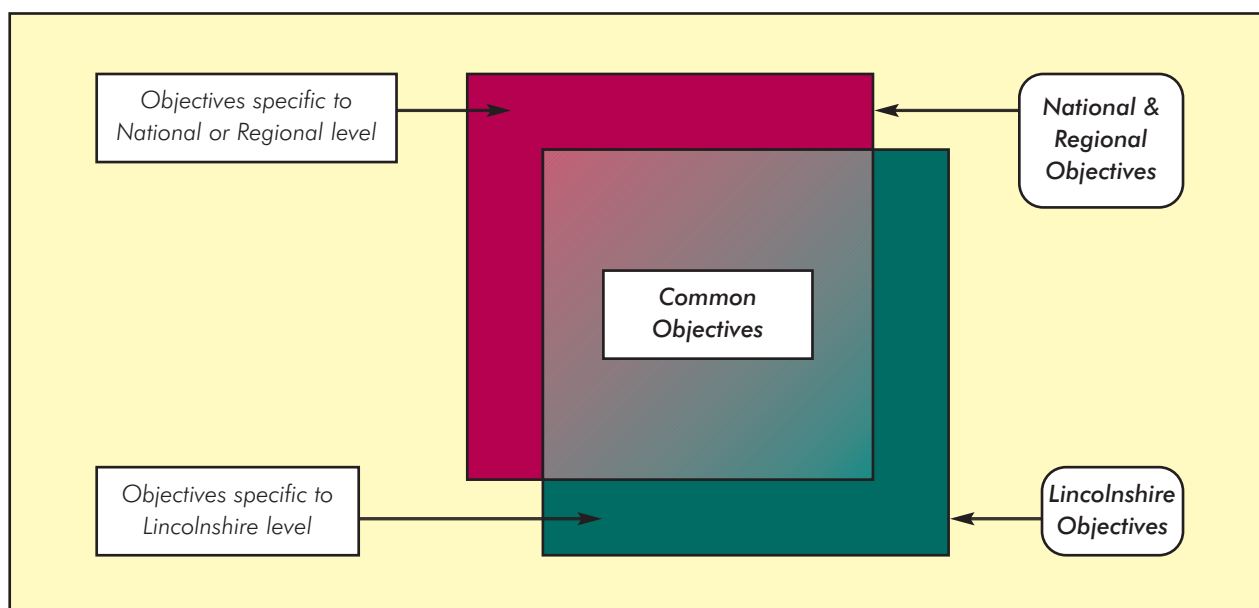 Objectives specific to
National or Regional level
National &
Regional
Objectives
Common
Objectives
Objectives specific to
Lincolnshire level
Lincolnshire
Objectives